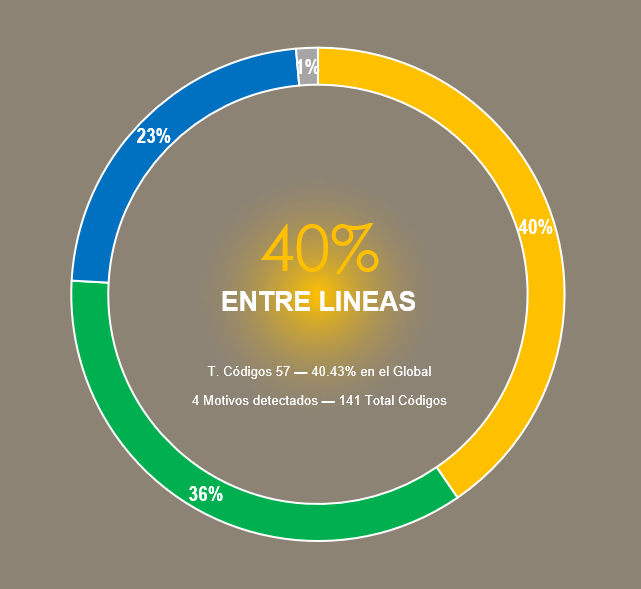 1%
23%
40%
40%
ENTRE LINEAS
T. Códigos 57 — 40.43% en el Global
4 Motivos detectados — 141 Total Códigos
36%